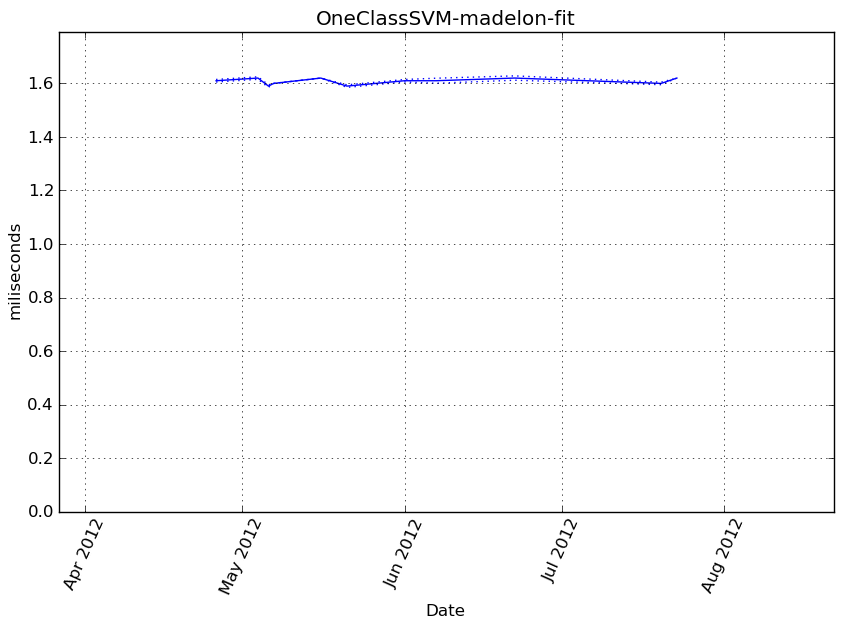 OneClassSVM-madelon-fit
miliseconds
1.6
1.4
1.2
1.0
0.8
0.6
0.4
0.2
0.0
Apr 2012
May 2012
Jun 2012
Jul 2012
Aug 2012
Date